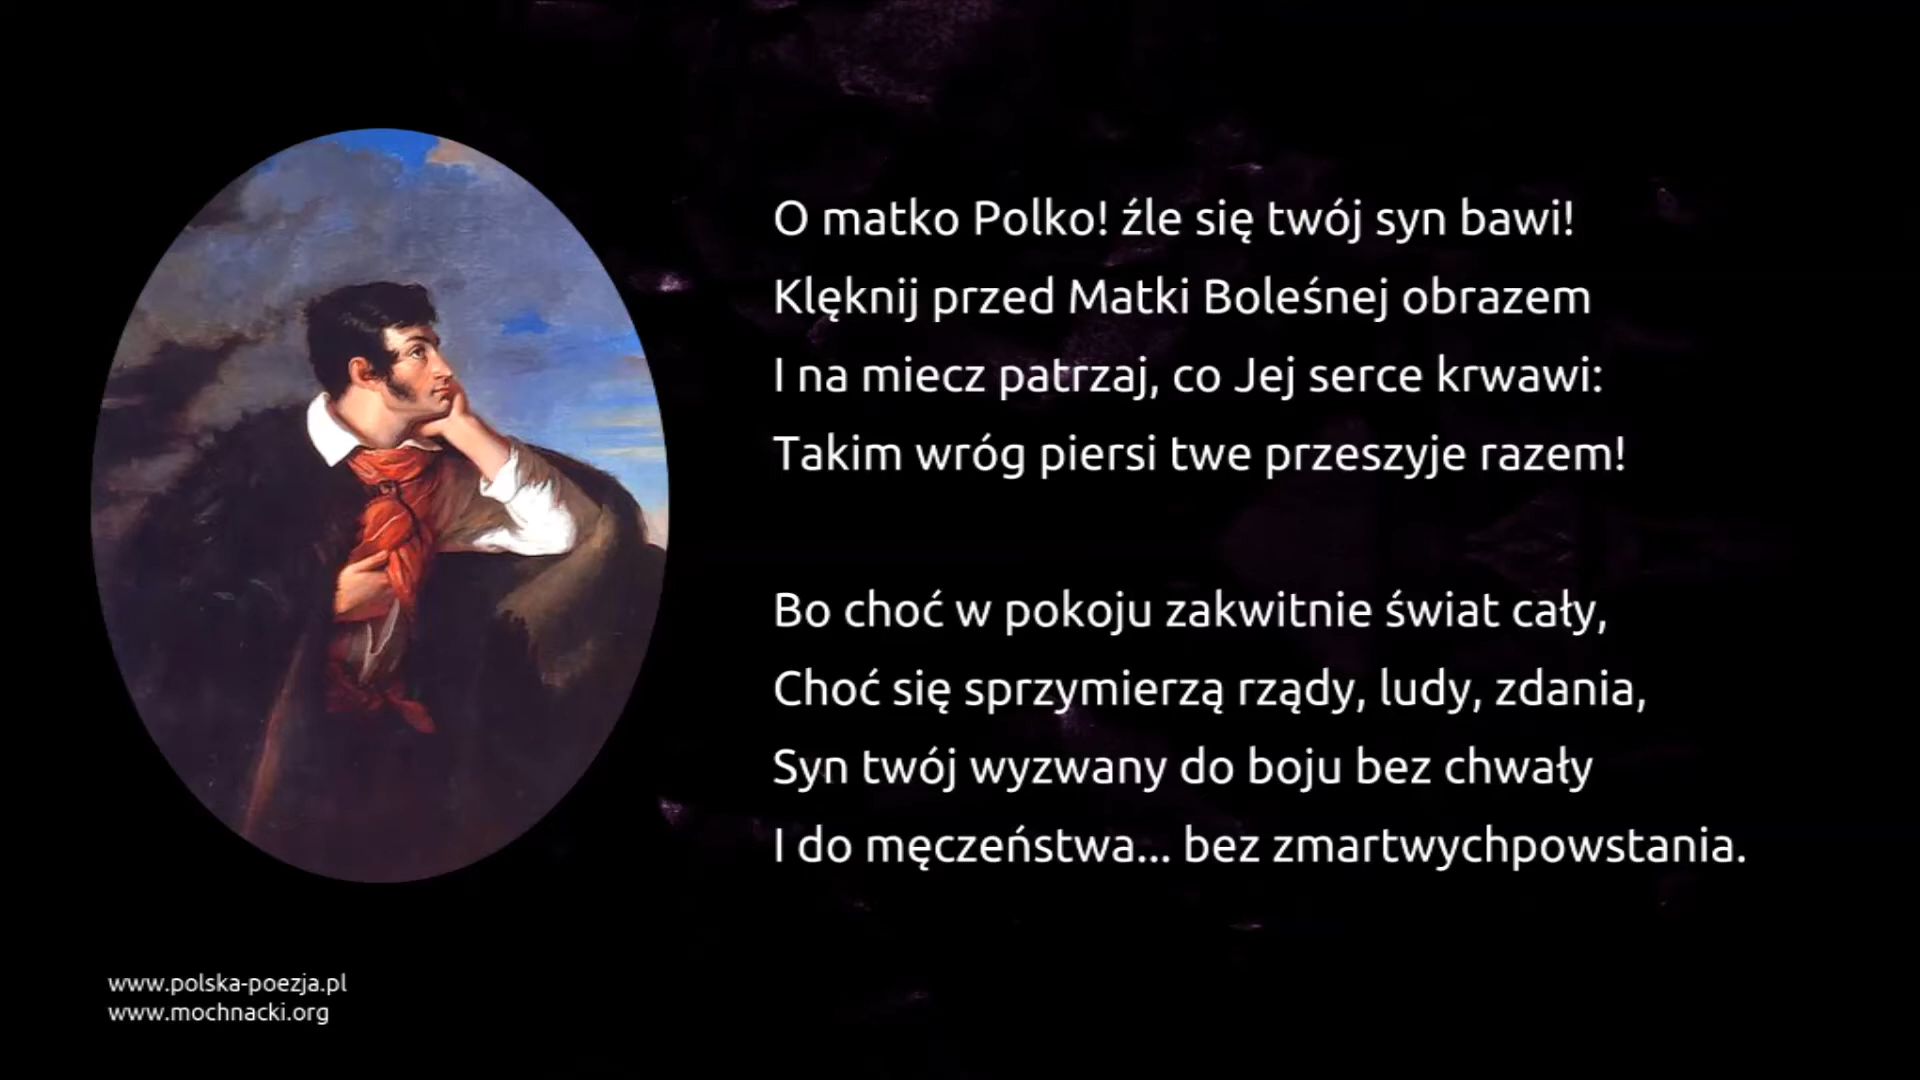 O matko Polko! źle się twój syn bawi!
Klęknij przed Matki Boleśnej obrazem
I na miecz patrzaj, co Jej serce krwawi:
Takim wróg piersi twe przeszyje razem!
Bo choć w pokoju zakwitnie świat cały,
Choć się sprzymierzą rządy, ludy, zdania,
Syn twój wyzwany do boju bez chwały
I do męczeństwa... bez zmartwychpowstania.
www.polska-poezja.pl
www.mochnacki.org